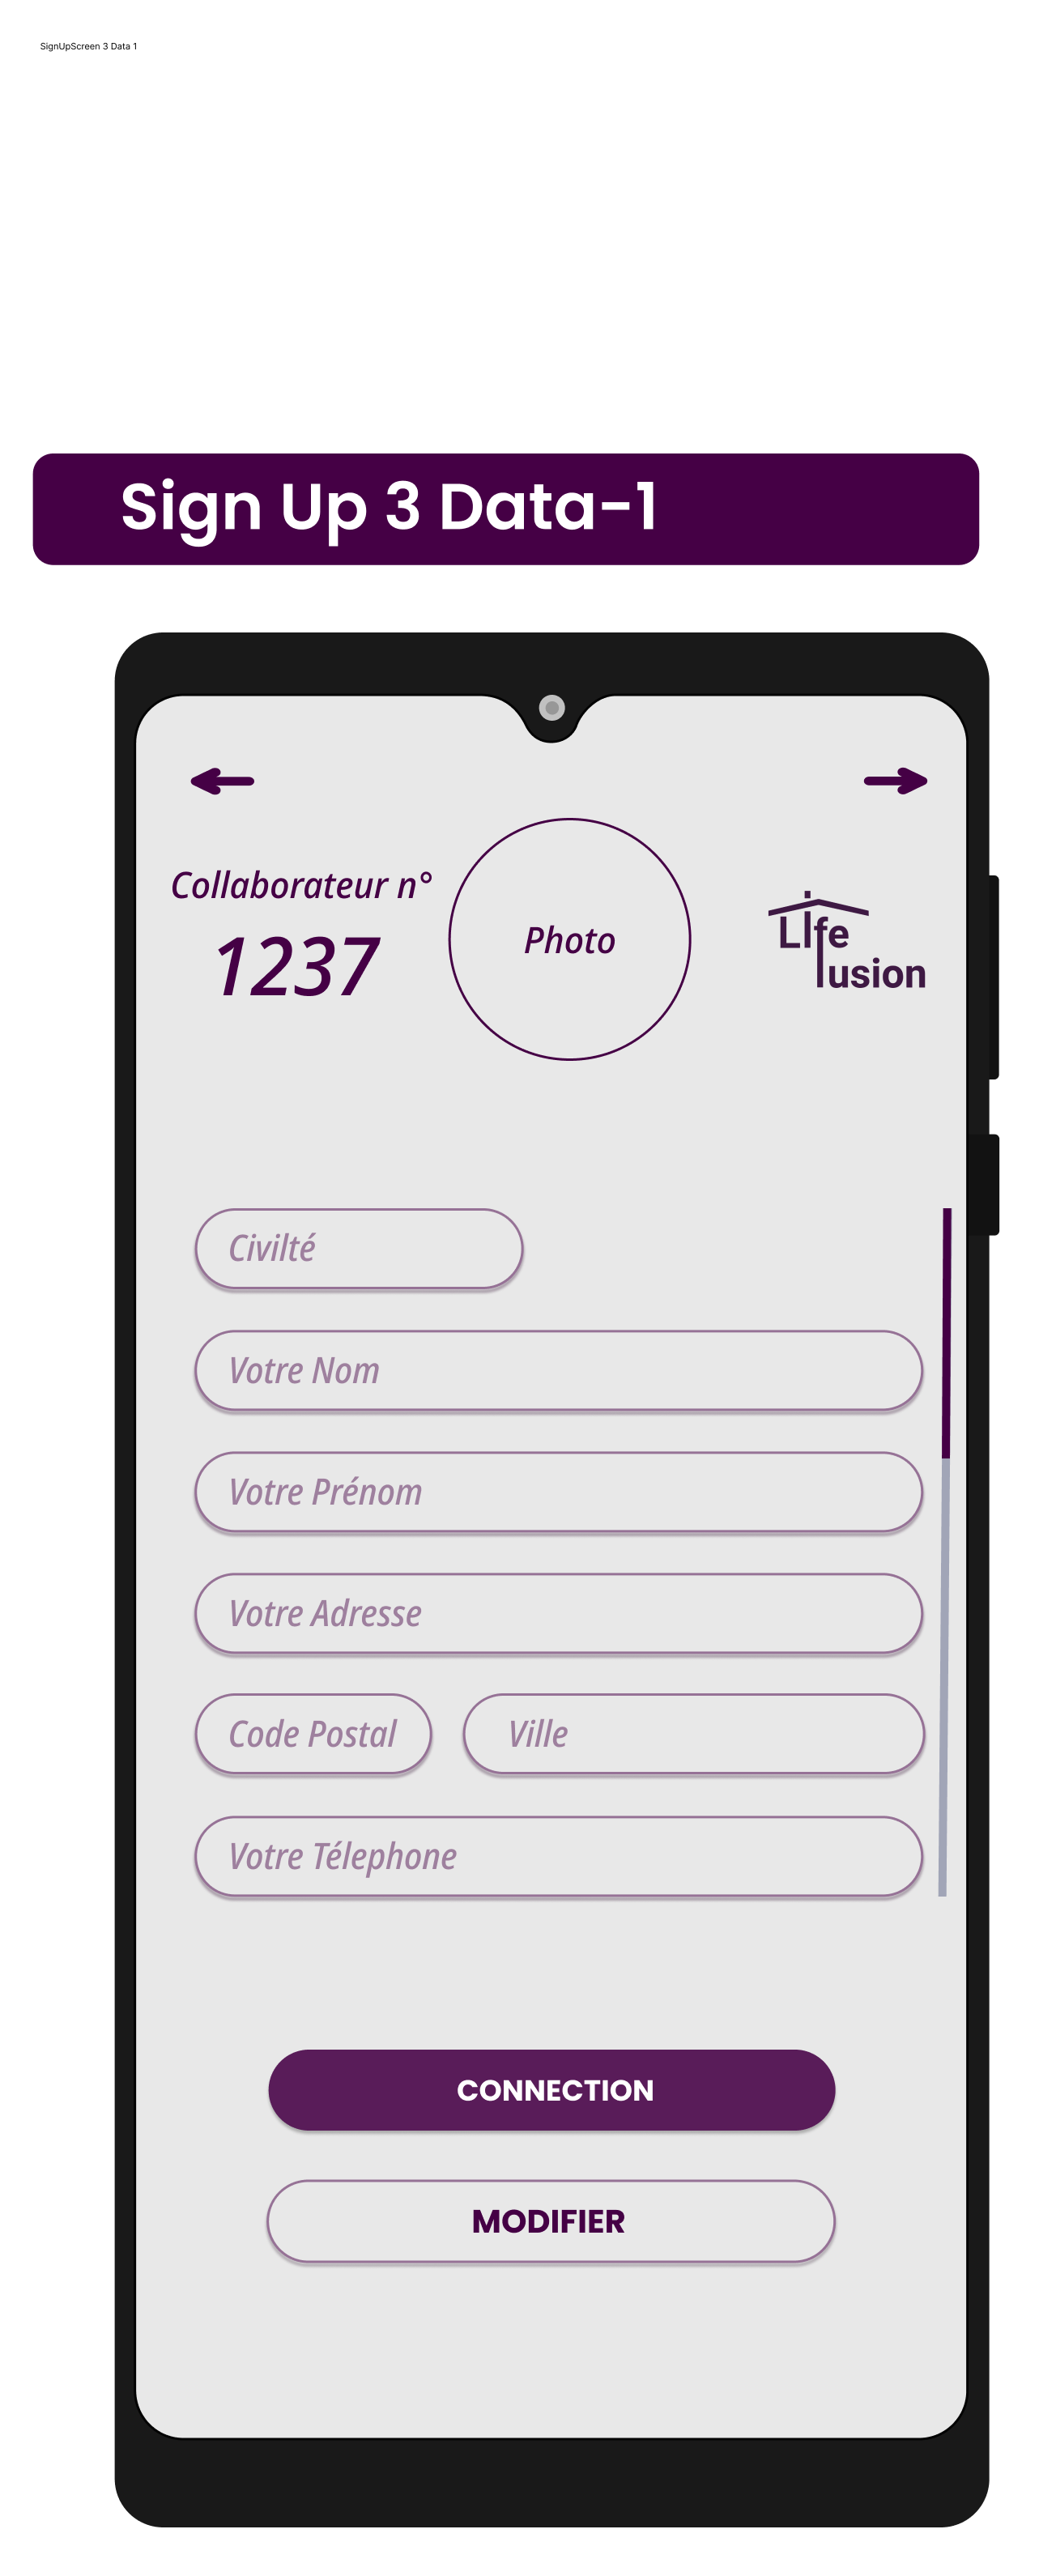 SignUpScreen 3 Data 1
Sign Up 3 Data-1
Collaborateur n°
1237
Photo
LIfe
fusion
Civilté
Votre Nom
Votre Prénom
Votre Adresse
Code Postal
Ville
Votre Télephone
CONNECTION
MODIFIER